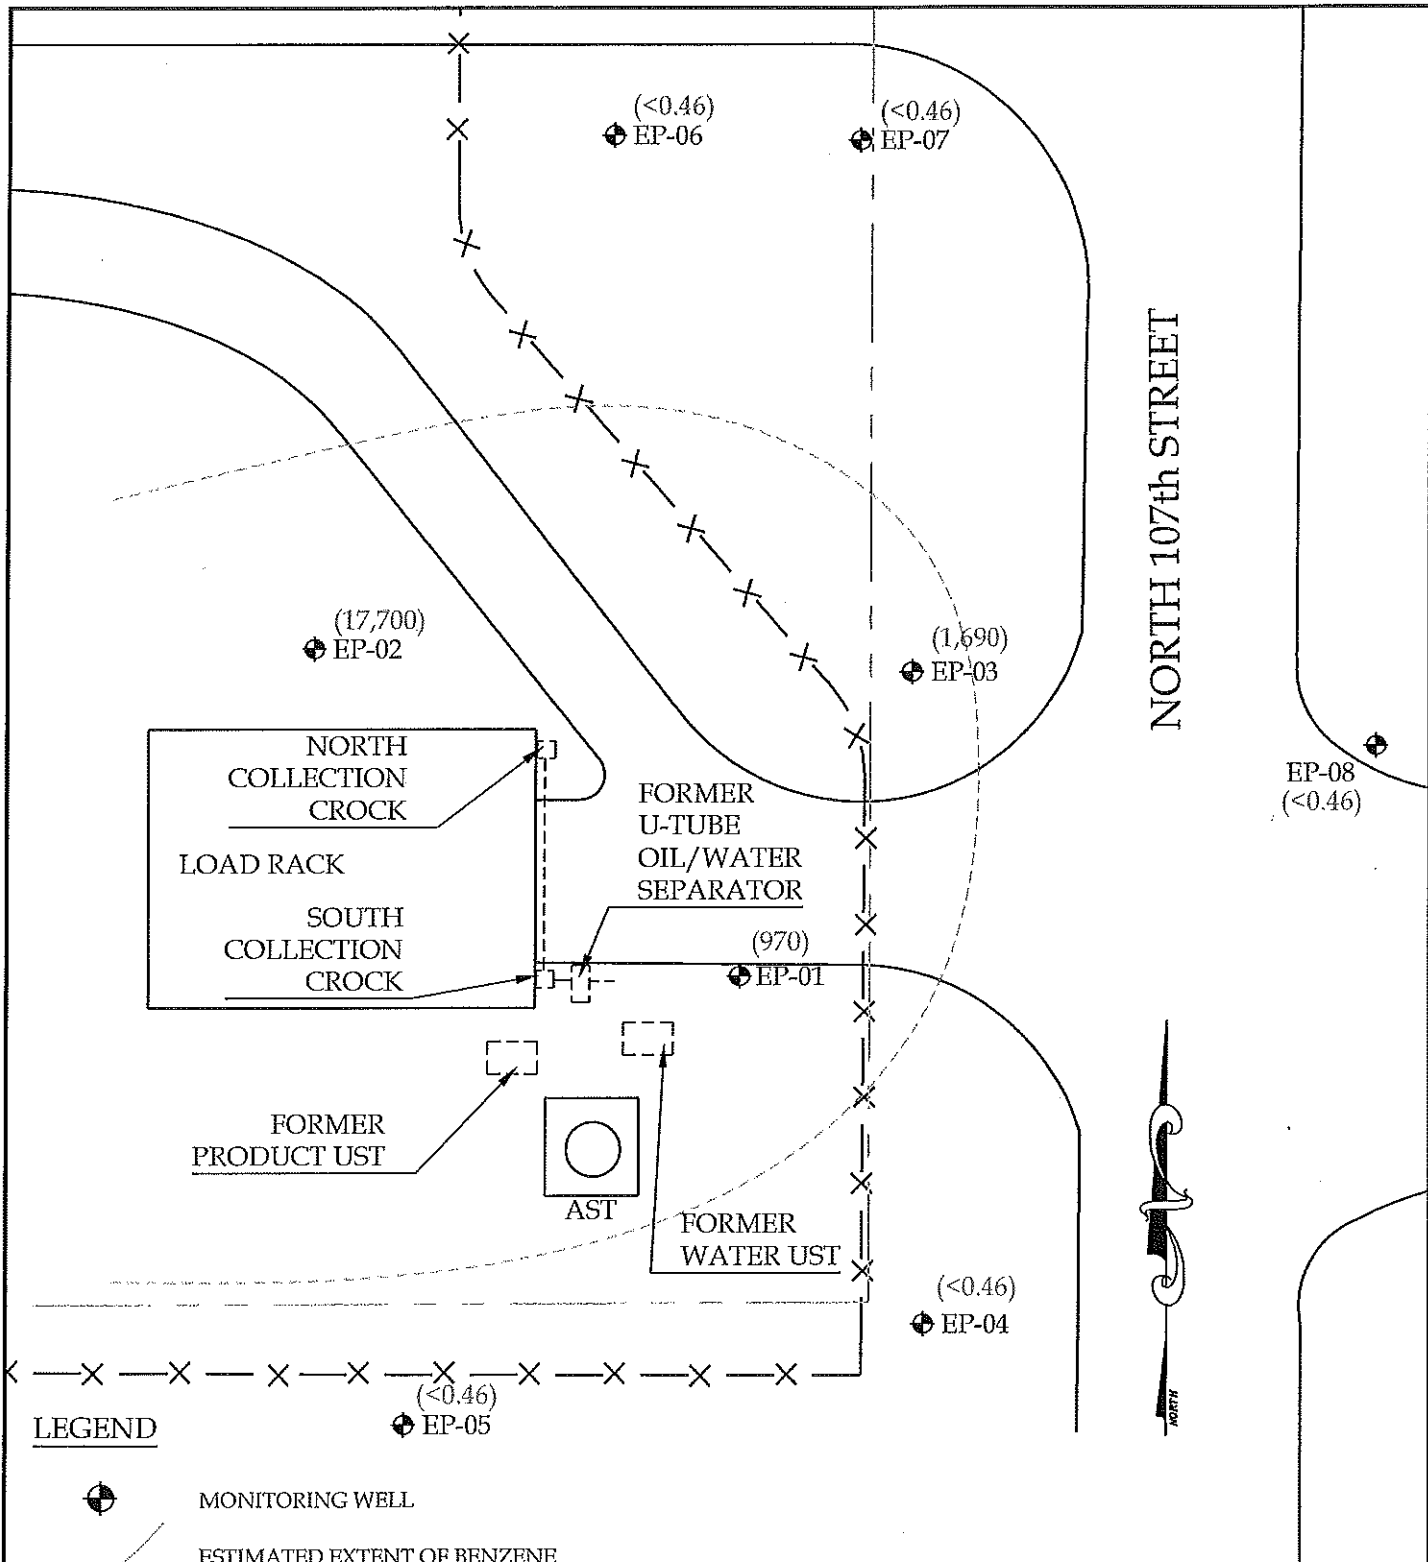 (<0.46)
EP-06
(<0.46)
EP-07
NORTH 107th STREET
(17,700)
EP-02
(1,690)
EP-03
EP-08
(<0.46)
NORTH
COLLECTION
CROCK
LOAD RACK
SOUTH
COLLECTION
CROCK
FORMER
U-TUBE
OIL/WATER
SEPARATOR
(970)
EP-01
FORMER
PRODUCT UST
AST
FORMER
WATER UST
(<0.46)
EP-04
NORTH
(<0.46)
EP-05
LEGEND
MONITORING WELL
ESTIMATED EXTENT OF BENZENE